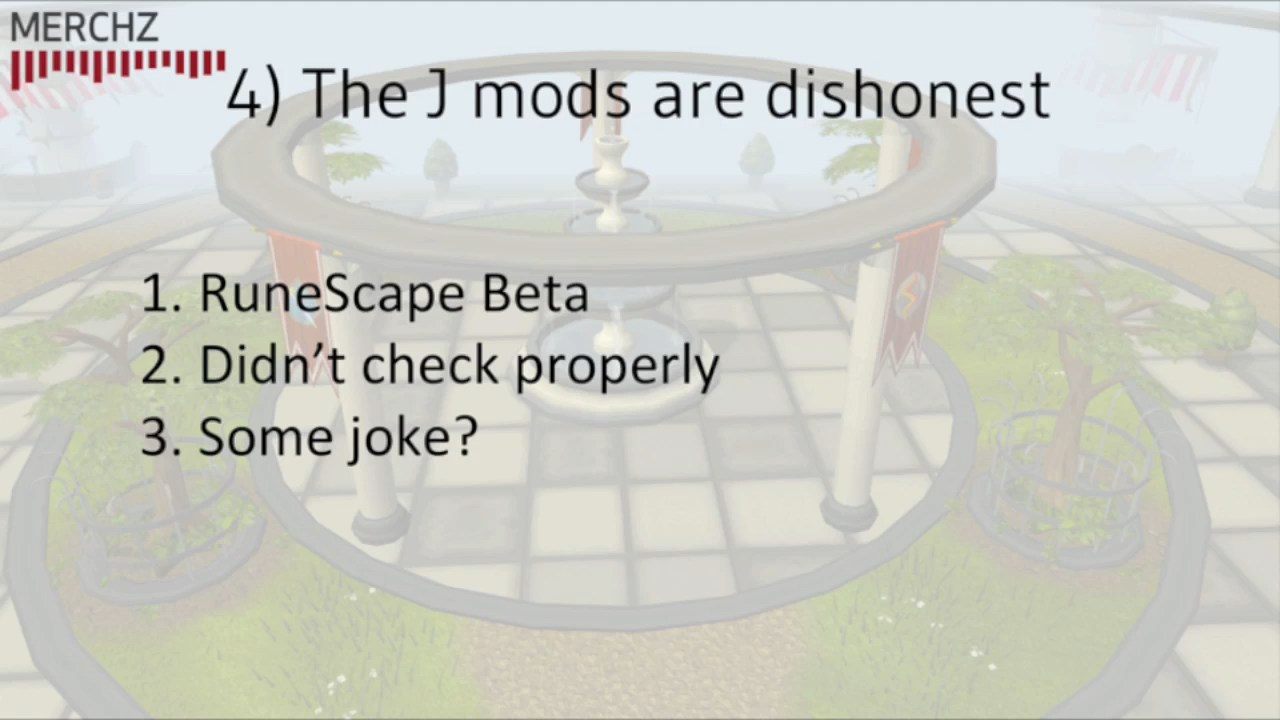 MERCHZ
4) The J mods are dishonest
1. RuneScape Beta
2. Didn’t check properly
3. Some joke?